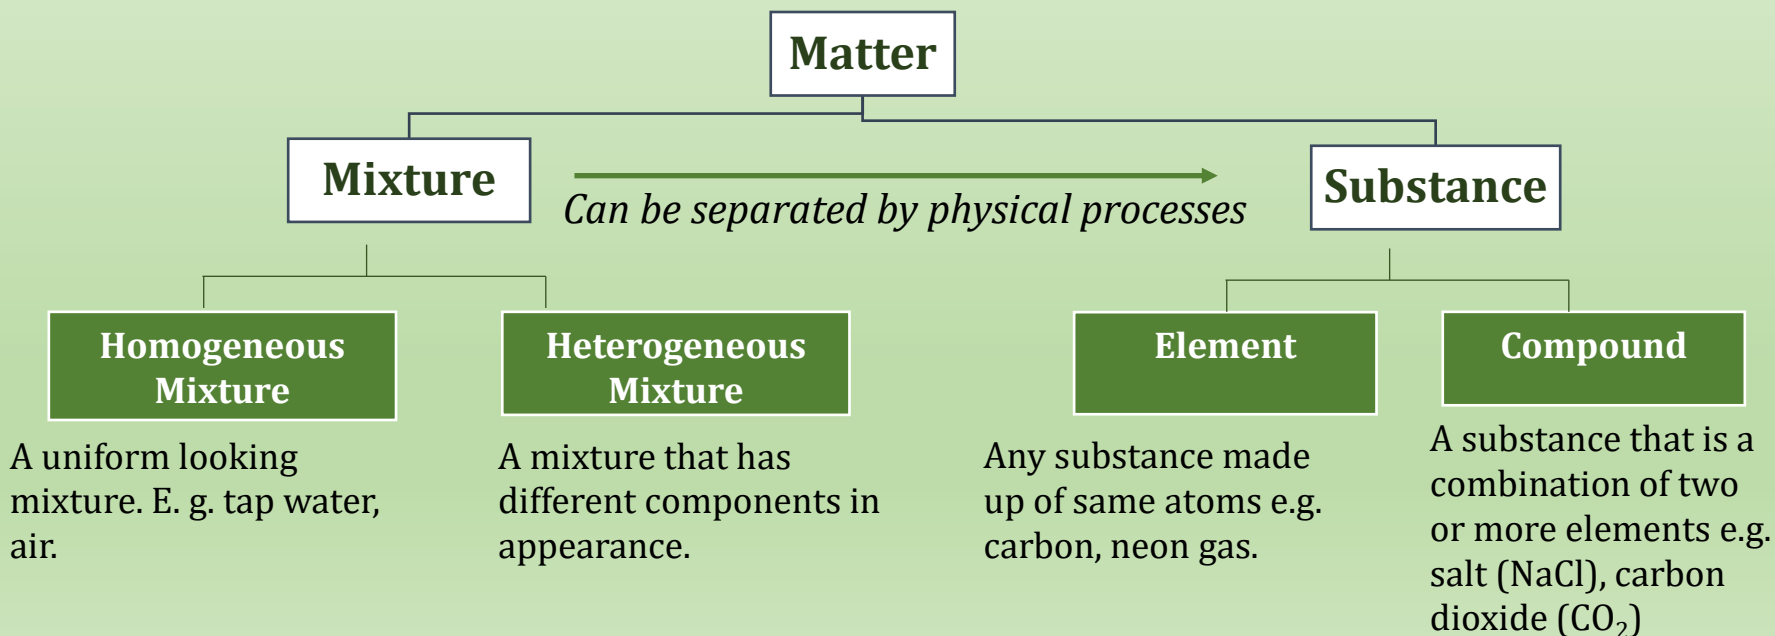 Matter
Mixture
Can be separated by physical processes
Substance
Homogeneous
Mixture
A uniform looking
mixture. E. g. tap water,
air.
Heterogeneous
Mixture
A mixture that has
different components in
appearance.
Element
Any substance made
up of same atoms e.g.
carbon, neon gas.
Compound
A substance that is a
combination of two
or more elements e.g.
salt (NaCl), carbon
dioxide (CO₂)